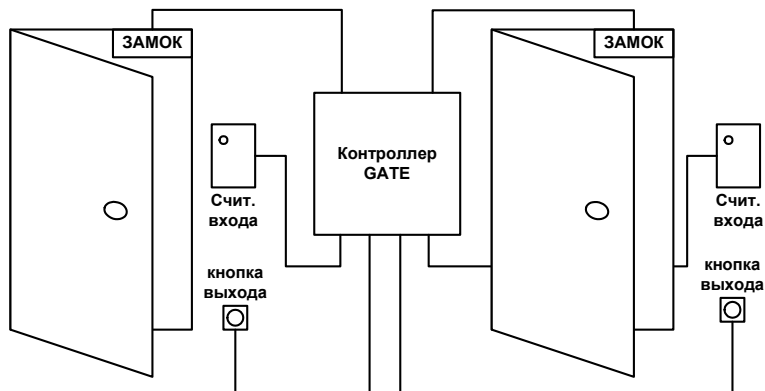 ЗАМОК
ЗАМОК
Контроллер
GATE
Счит.
входа
Счит.
входа
кнопка
выхода
кнопка
выхода